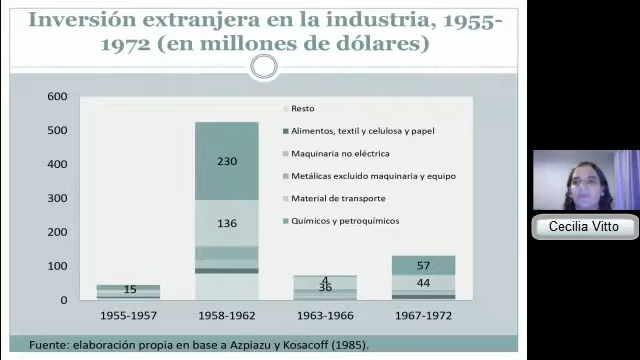 Inversión extranjera en la industria, 1955-
1972 (en millones de dólares)
600
500
400
300
200
100
0
15
230
136
4
36
57
44
Resto
Alimentos, textil y celulosa y papel
Maquinaria no eléctrica
Metálicas excluido maquinaria y equipo
Material de transporte
Químicos y petroquímicos
1955-1957
1958-1962
1963-1966
1967-1972
Fuente: elaboración propia en base a Azpiazu y Kosacoff (1985).
Cecilia Vitto